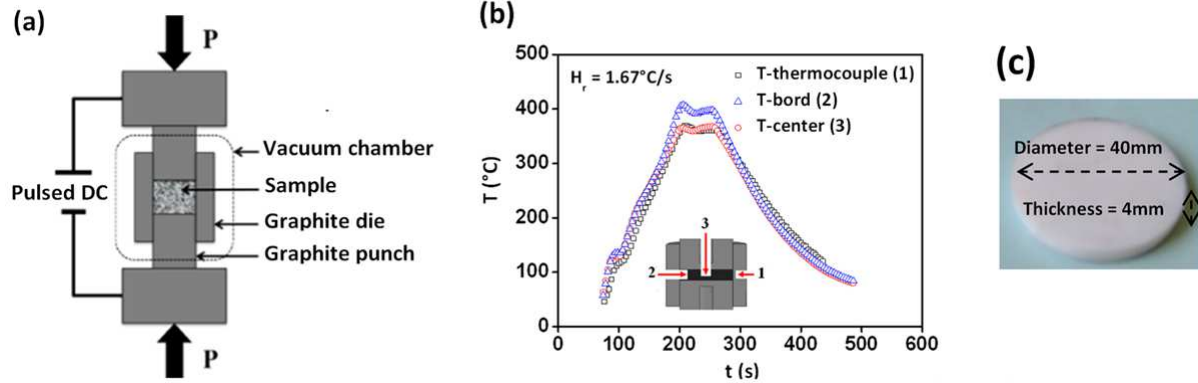 (a)
P
Vacuum chamber
Sample
Pulsed DC
Graphite die
Graphite punch
P
(b)
500
400
300
200
100
0
T (°C)
Hr = 1.67°C/s
T-thermocouple (1)
T-bord (2)
T-center (3)
3
2
1
0 100 200 300 400 500 600
t (s)
(c)
Diameter = 40mm
Thickness = 4mm